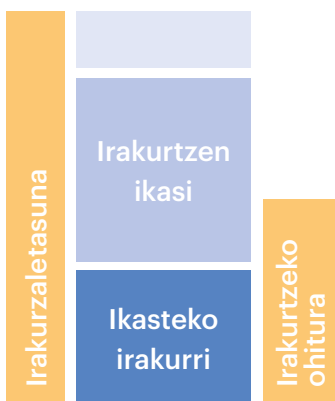 Irakurzaletasuna
Irakurtzen
ikasi
Ikasteko
irakurri
Irakurtzeko
ohitura